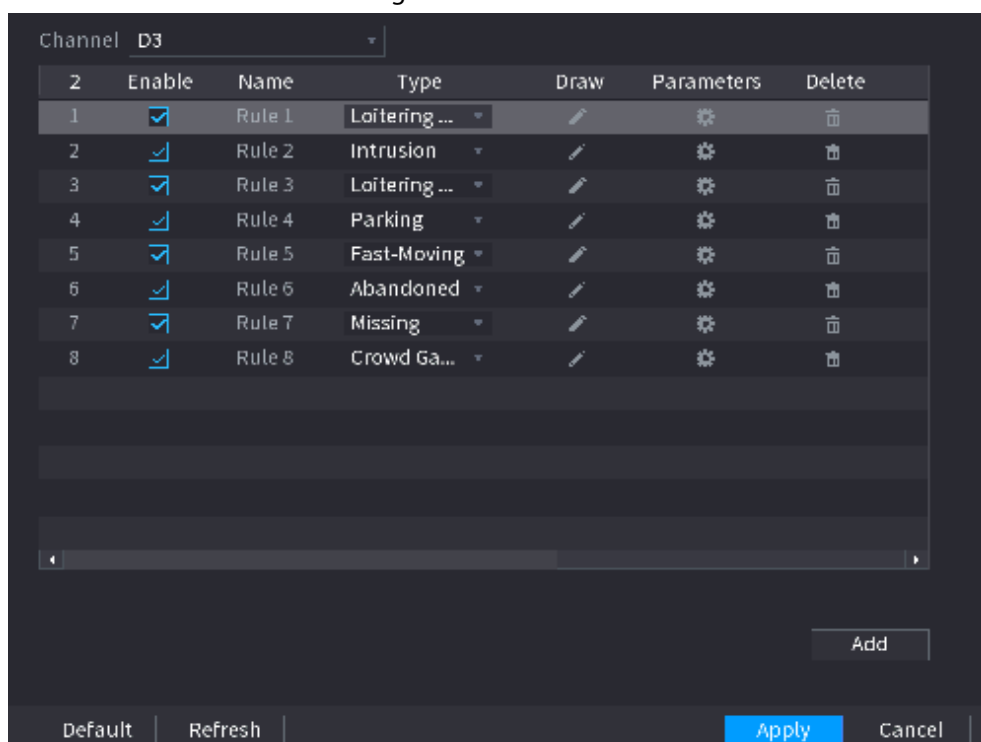 Channel D3
2 Enable Name Type Draw Parameters Delete
1 Rule 1 Loitering ...
2 Rule 2 Intrusion
3 Rule 3 Loitering ...
4 Rule 4 Parking
5 Rule 5 Fast-Moving
6 Rule 6 Abandoned
7 Rule 7 Missing
8 Rule 8 Crowd Ga...
Add
Default Refresh Apply Cancel